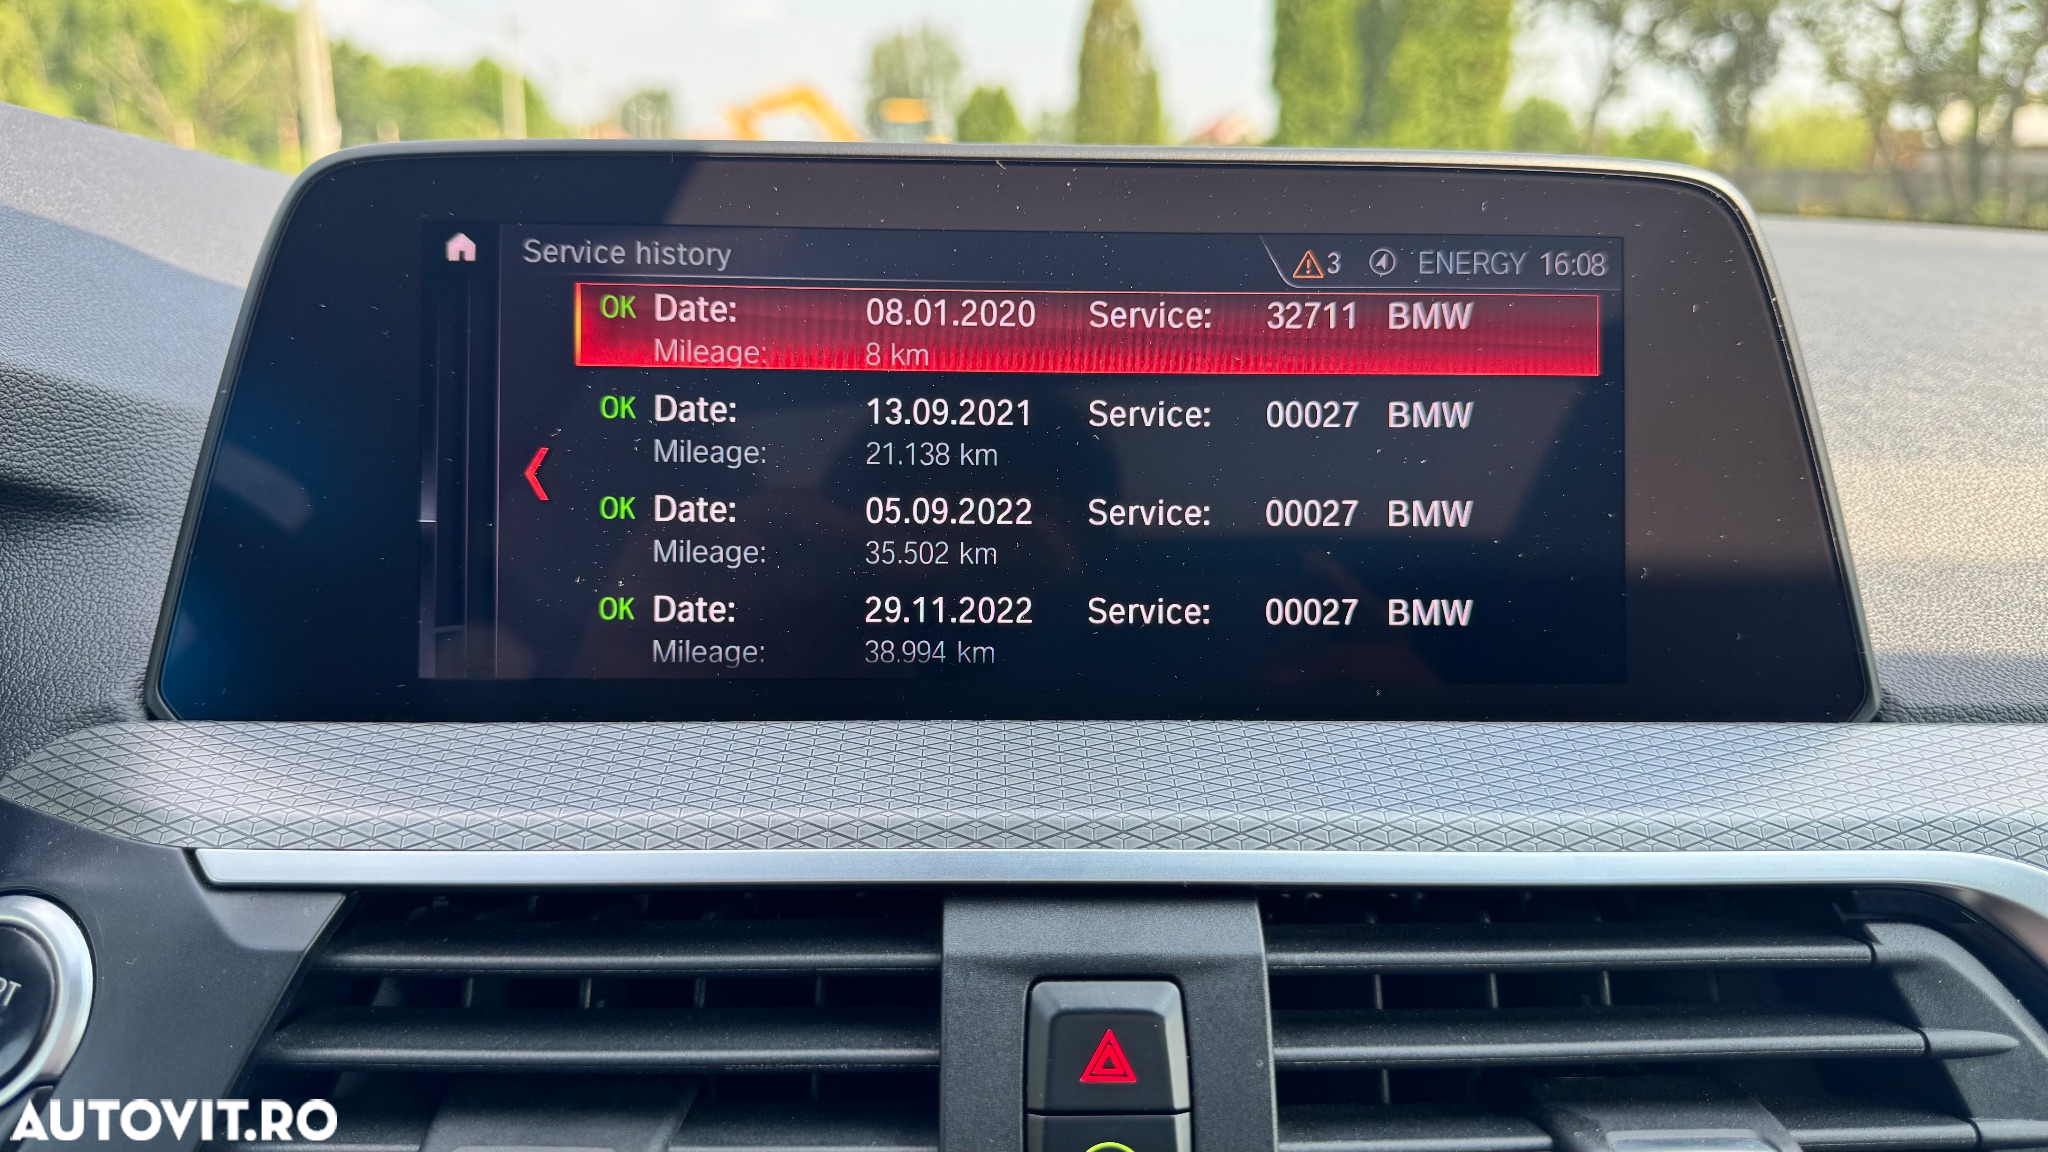 Service history
3 ENERGY 16:08
OK Date: 08.01.2020 Service: 32711 BMW
Mileage: 8 km
OK Date: 13.09.2021 Service: 00027 BMW
Mileage: 21.138 km
OK Date: 05.09.2022 Service: 00027 BMW
Mileage: 35.502 km
OK Date: 29.11.2022 Service: 00027 BMW
Mileage: 38.994 km
AUTOVIT.RO